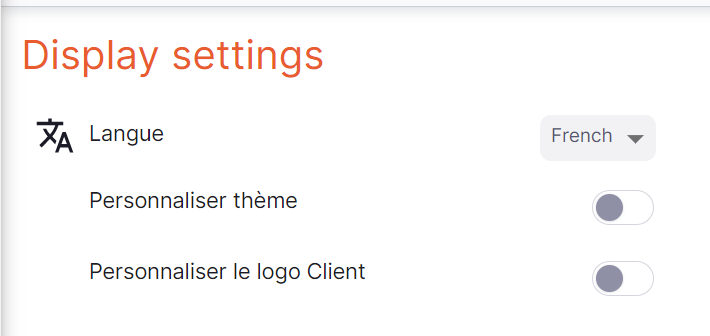 Display settings
Langue
French
Personnaliser thème
Personnaliser le logo Client